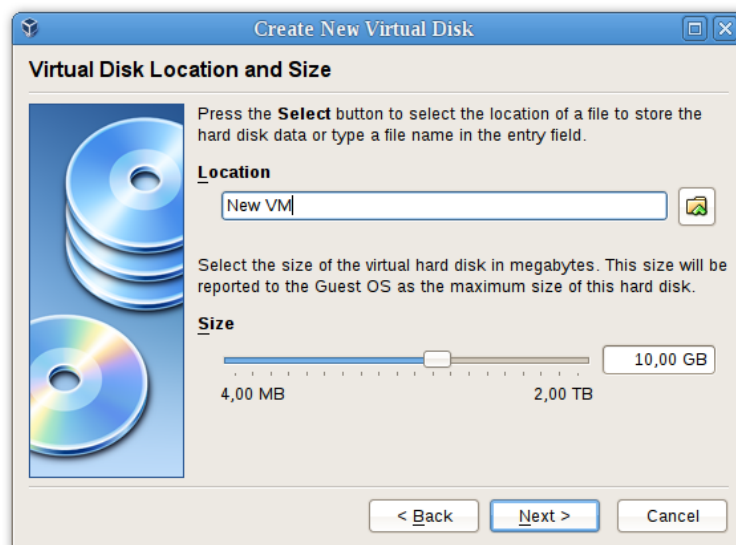 Create New Virtual Disk
Virtual Disk Location and Size
Press the Select button to select the location of a file to store the
hard disk data or type a file name in the entry field.
Location
New VM
Select the size of the virtual hard disk in megabytes. This size will be
reported to the Guest OS as the maximum size of this hard disk.
Size
10,00 GB
4,00 MB 2,00 TB
< Back Next > Cancel